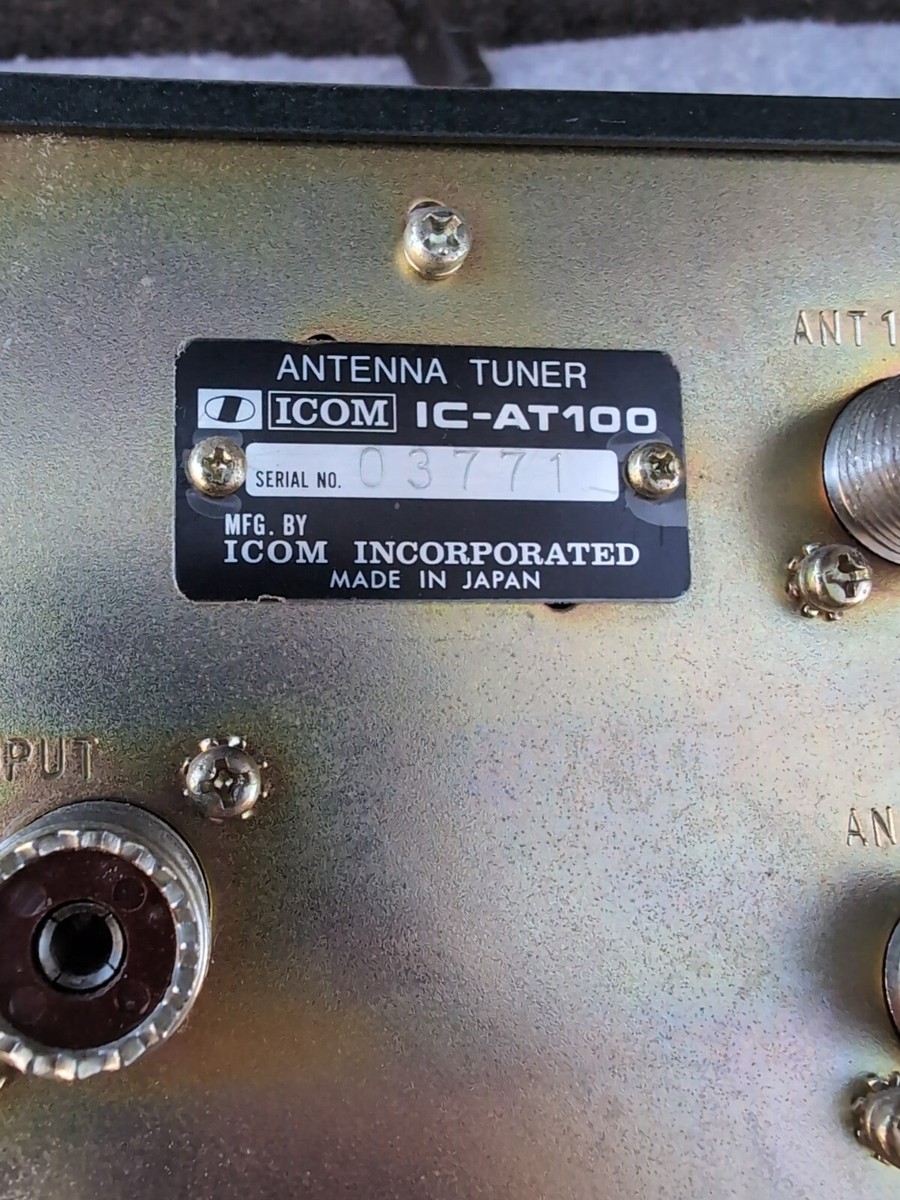 ANT 1
ANTENNA TUNER
ICOM IC-AT100
SERIAL NO. 03771
MFG. BY
ICOM INCORPORATED
MADE IN JAPAN
PUT
AN